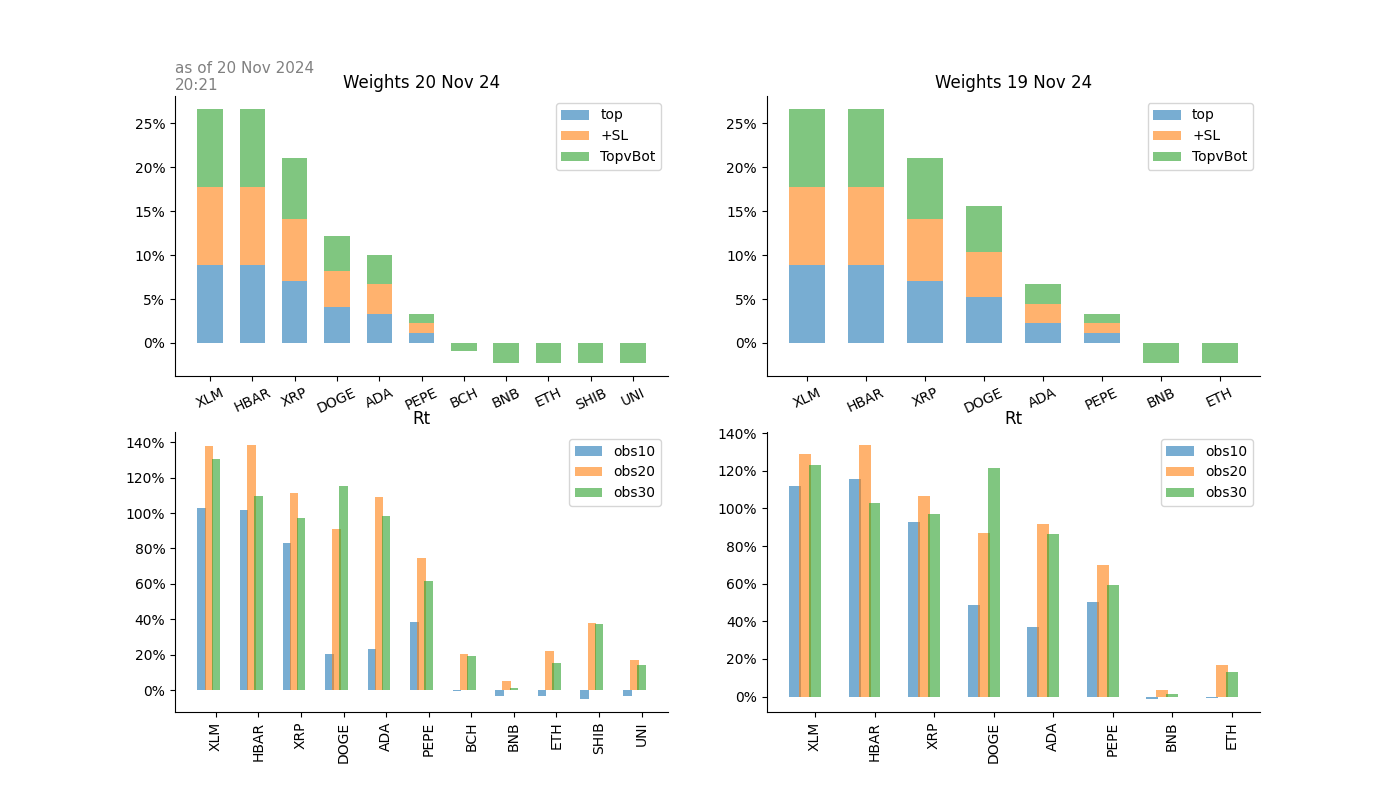 as of 20 Nov 2024
20:21
Weights 20 Nov 24
25%
20%
15%
10%
5%
0%
top
+SL
TopvBot
XLM
HBAR
XRP
DOGE
ADA
PEPE
BCH
BNB
ETH
SHIB
UNI
Weights 19 Nov 24
25%
20%
15%
10%
5%
0%
top
+SL
TopvBot
XLM
HBAR
XRP
DOGE
ADA
PEPE
BNB
ETH
Rt
140%
120%
100%
80%
60%
40%
20%
0%
obs10
obs20
obs30
XLM
HBAR
XRP
DOGE
ADA
PEPE
BCH
BNB
ETH
SHIB
UNI
Rt
140%
120%
100%
80%
60%
40%
20%
0%
obs10
obs20
obs30
XLM
HBAR
XRP
DOGE
ADA
PEPE
BNB
ETH